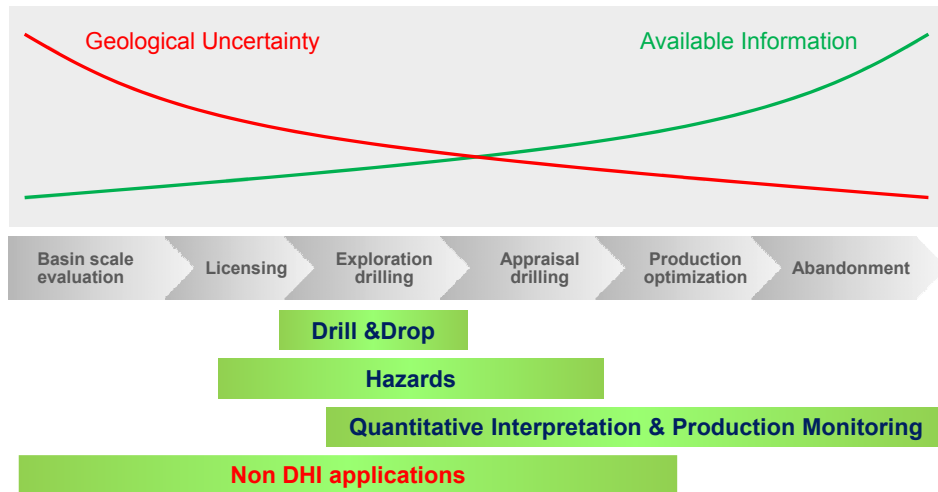 Geological Uncertainty
Available Information
Basin scale
evaluation
Licensing
Exploration
drilling
Appraisal
drilling
Production
optimization
Abandonment
Drill &Drop
Hazards
Quantitative Interpretation & Production Monitoring
Non DHI applications